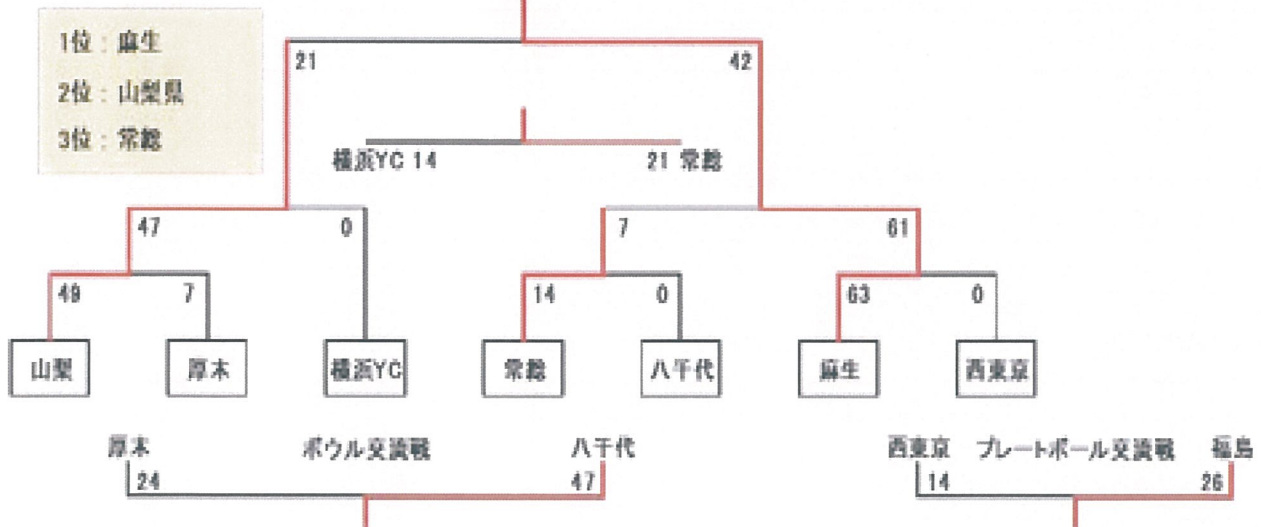 1位：麻生
2位：山梨県
3位：常総
21 42
横浜YC 14 21 常総
47 0 7 61
49 7 14 0 63 0
山梨 厚木 横浜YC 常総 八千代 麻生 西東京
厚木 ボウル交流戦 八千代 西東京 プレートボール交流戦 福島
24 47 14 26